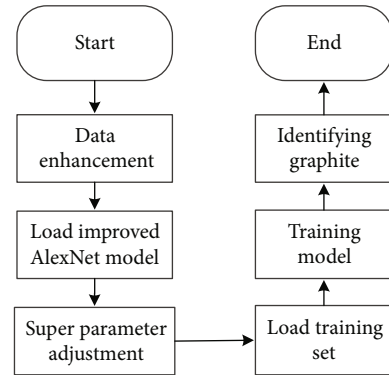 Start
Data
enhancement
Load improved
AlexNet model
Super parameter
adjustment
Load training
set
Training
model
Identifying
graphite
End